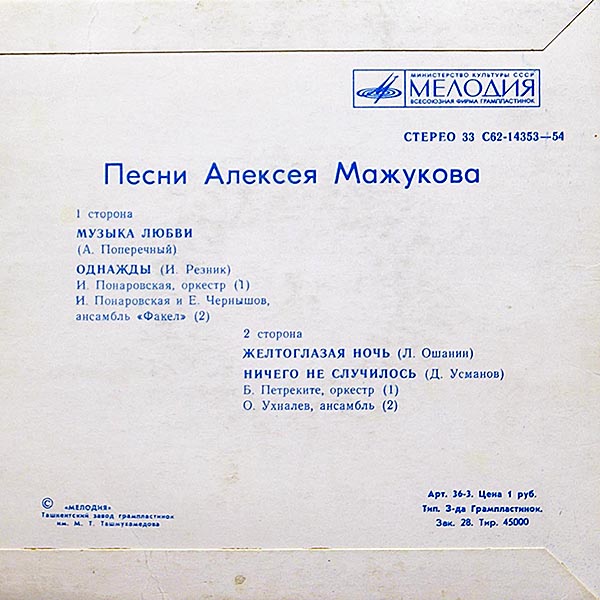 МИНИСТЕРСТВО КУЛЬТУРЫ СССР
МЕЛОДИЯ
ВСЕСОЮЗНАЯ ФИРМА ГРАМПЛАСТИНОК
СТЕРЕО 33 С62-14353—54
Песни Алексея Мажукова
1 сторона
МУЗЫКА ЛЮБВИ
(А. Поперечный)
ОДНАЖДЫ (И. Резник)
И. Понаровская, оркестр (1)
И. Понаровская и Е. Чернышов,
ансамбль «Факел» (2)
2 сторона
ЖЕЛТОГЛАЗАЯ НОЧЬ (Л. Ошанин)
НИЧЕГО НЕ СЛУЧИЛОСЬ (Д. Усманов)
Б. Петреките, оркестр (1)
О. Ухналев, ансамбль (2)
© «МЕЛОДИЯ»
Ташкентский завод грампластинок
им. М. Т. Ташмухамедова
Арт. 36-3. Цена 1 руб.
Тип. З-да Грампластинок.
Зак. 28. Тир. 45000